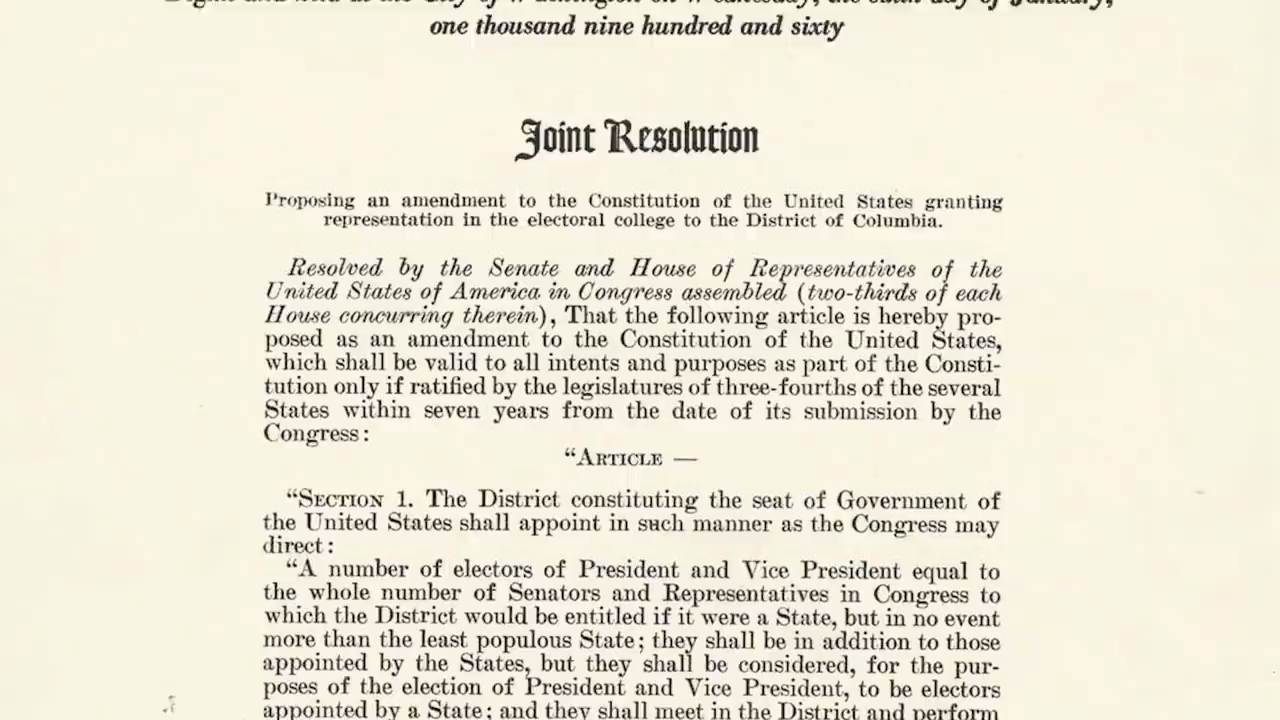 one thousand nine hundred and sixty
Joint Resolution
Proposing an amendment to the Constitution of the United States granting
representation in the electoral college to the District of Columbia.
Resolved by the Senate and House of Representatives of the
United States of America in Congress assembled (two-thirds of each
House concurring therein), That the following article is hereby pro-
posed as an amendment to the Constitution of the United States,
which shall be valid to all intents and purposes as part of the Consti-
tution only if ratified by the legislatures of three-fourths of the several
States within seven years from the date of its submission by the
Congress:
“ARTICLE —
“SECTION 1. The District constituting the seat of Government of
the United States shall appoint in such manner as the Congress may
direct:
“A number of electors of President and Vice President equal to
the whole number of Senators and Representatives in Congress to
which the District would be entitled if it were a State, but in no event
more than the least populous State; they shall be in addition to those
appointed by the States, but they shall be considered, for the pur-
poses of the election of President and Vice President, to be electors
appointed by a State; and they shall meet in the District and perform